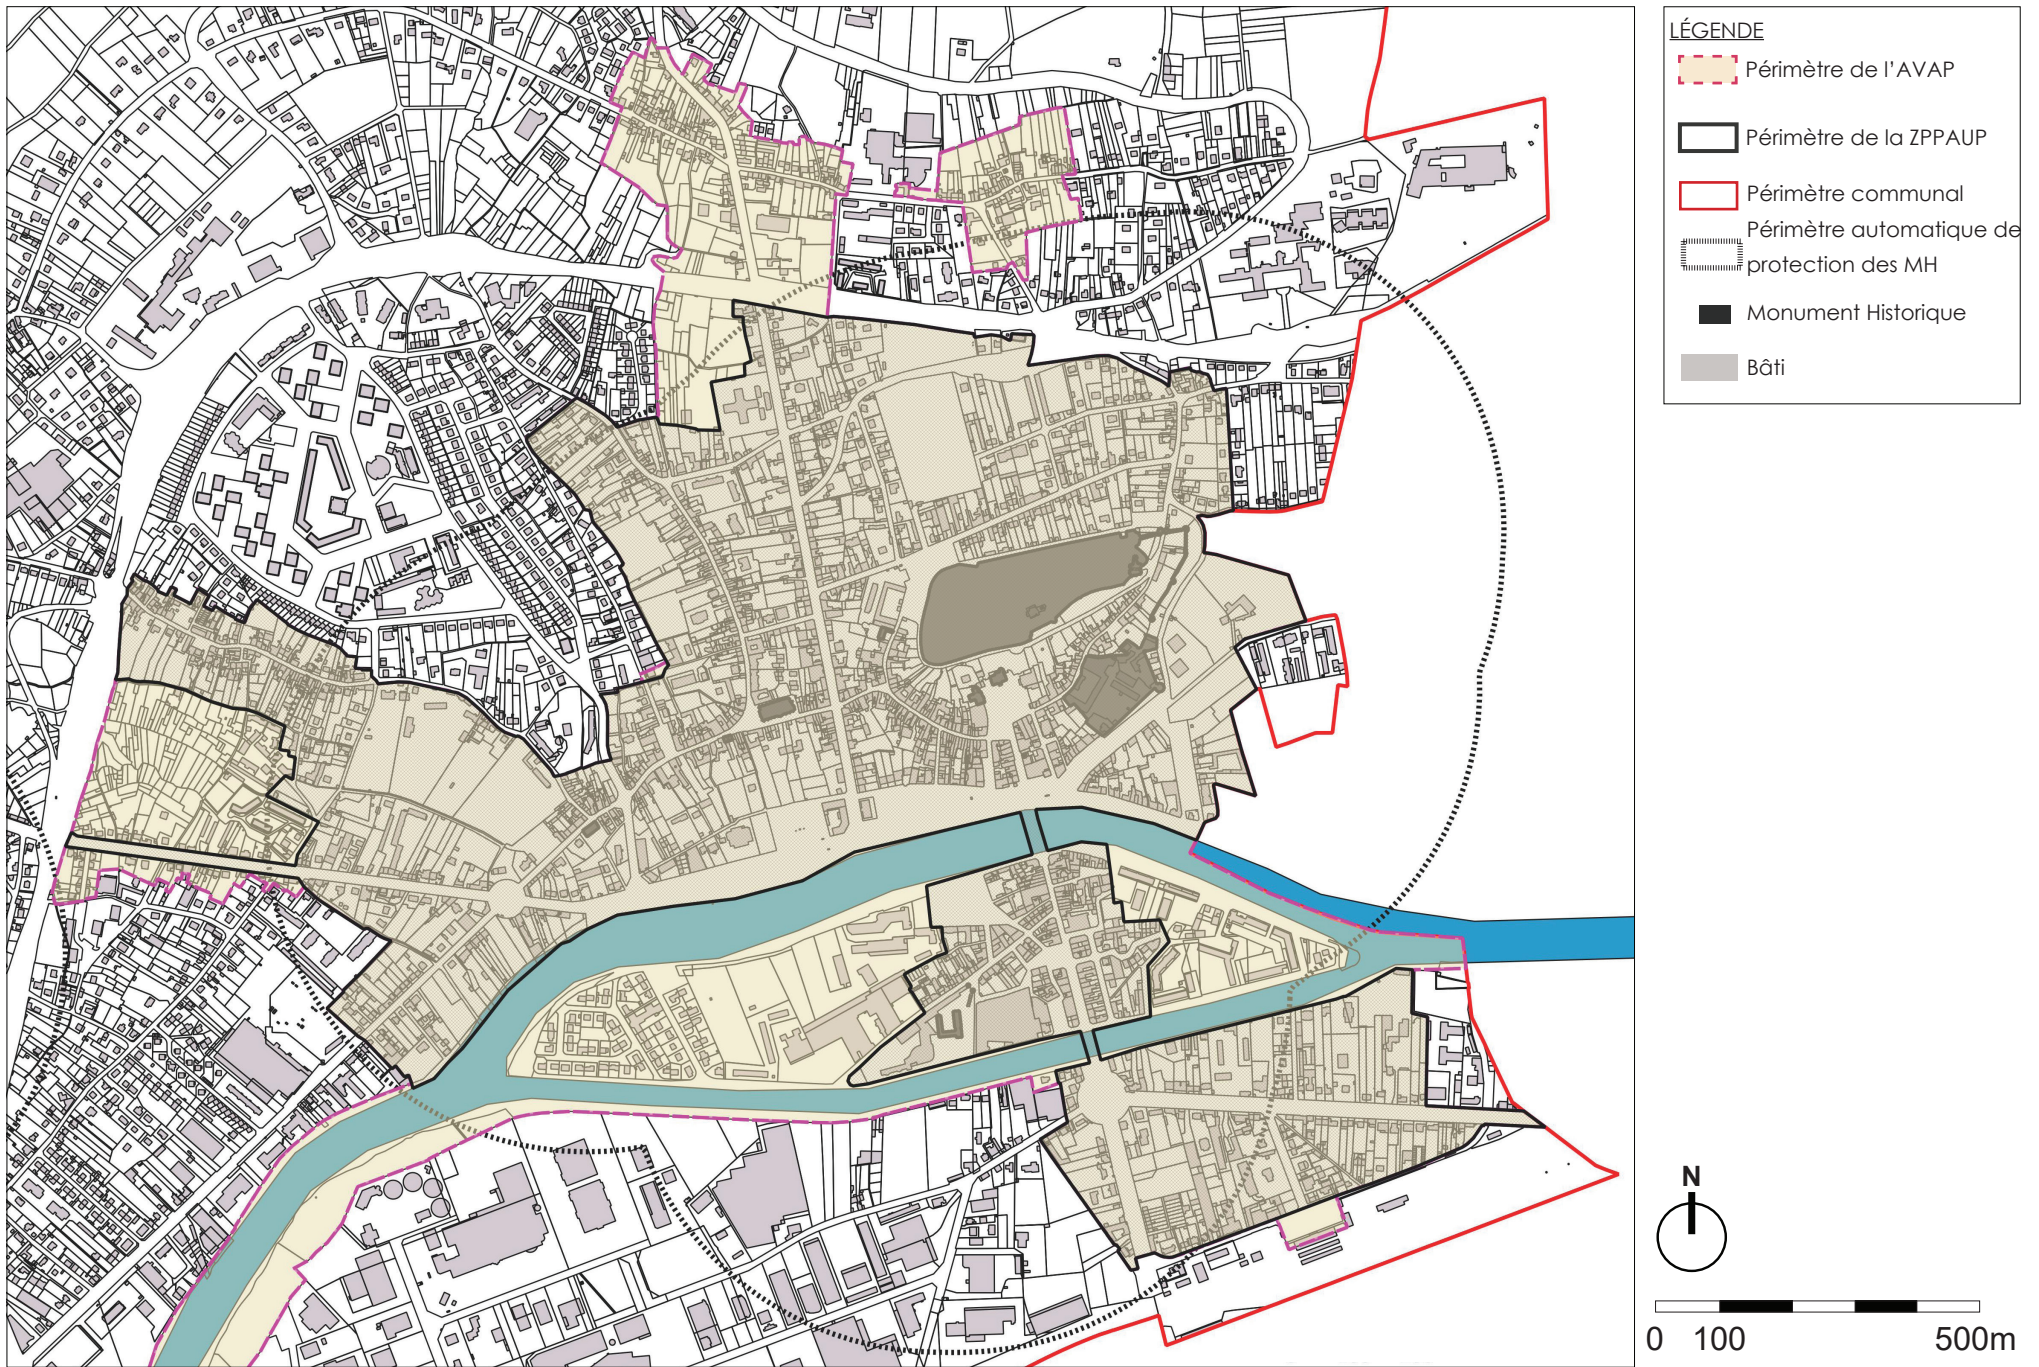 LÉGENDE
Périmètre de l'AVAP
Périmètre de la ZPPAUP
Périmètre communal
Périmètre automatique de
protection des MH
Monument Historique
Bâti
N
0 100 500m